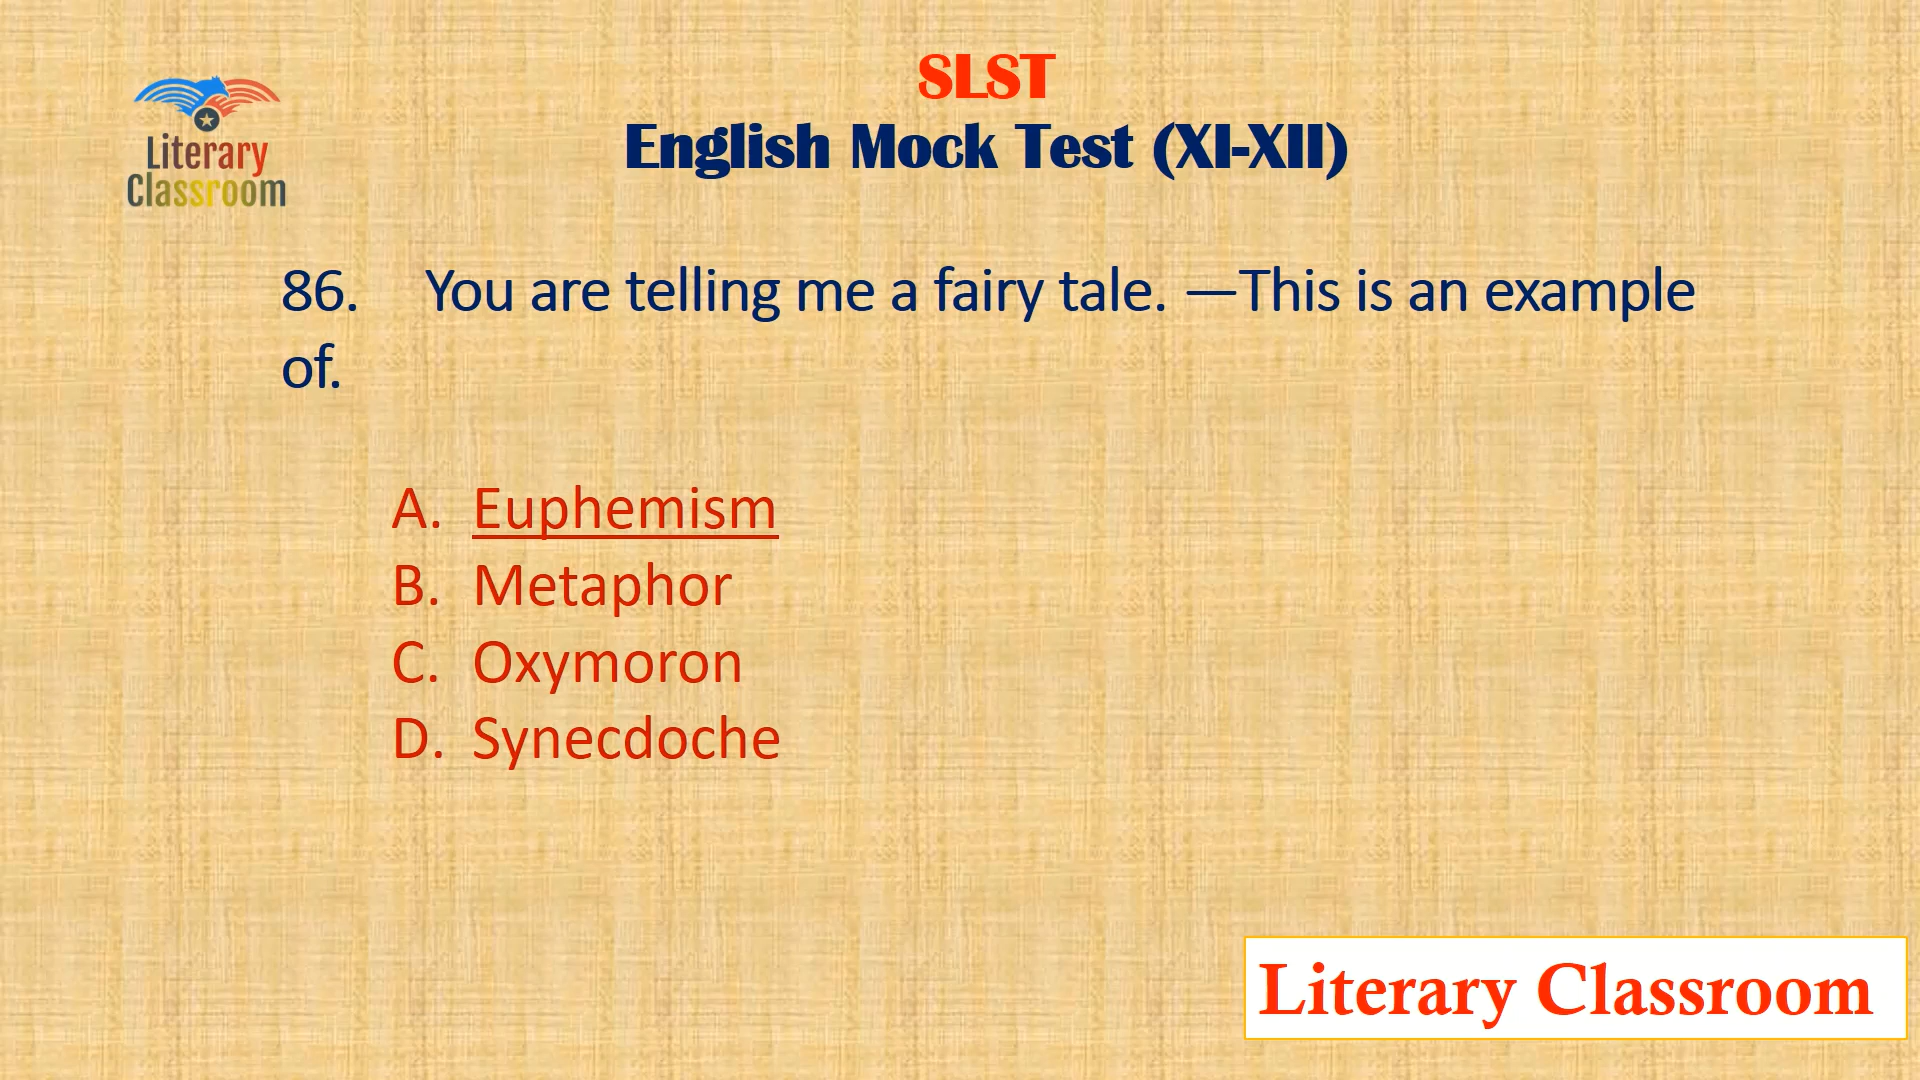 SLST
English Mock Test (XI-XII)
Literary
Classroom
86. You are telling me a fairy tale. —This is an example
of.
A. Euphemism
B. Metaphor
C. Oxymoron
D. Synecdoche
Literary Classroom